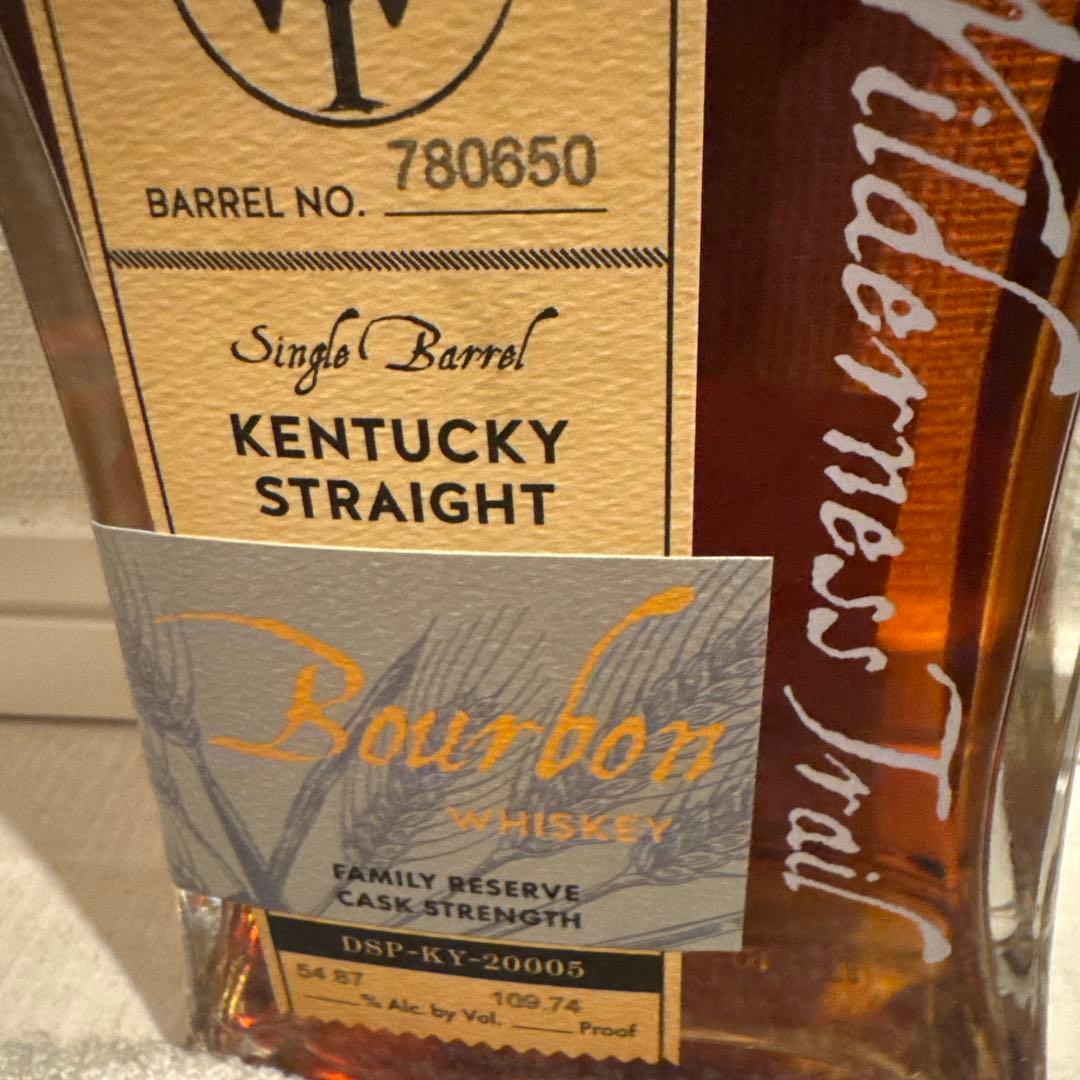 780650
BARREL NO.
Single Barrel
KENTUCKY
STRAIGHT
Bourbon
WHISKEY
FAMILY RESERVE
CASK STRENGTH
DSP-KY-20005
54.87 109.74
% Alc. by Vol. Proof
Wilderness Trail